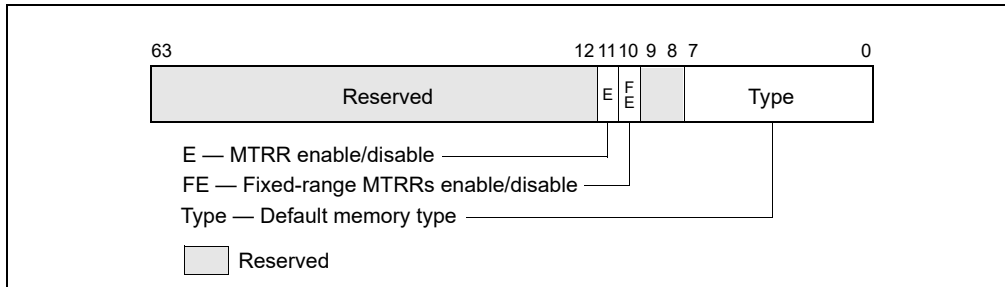 63 12 11 10 9 8 7 0
Reserved E FE Type
E — MTRR enable/disable
FE — Fixed-range MTRRs enable/disable
Type — Default memory type
Reserved